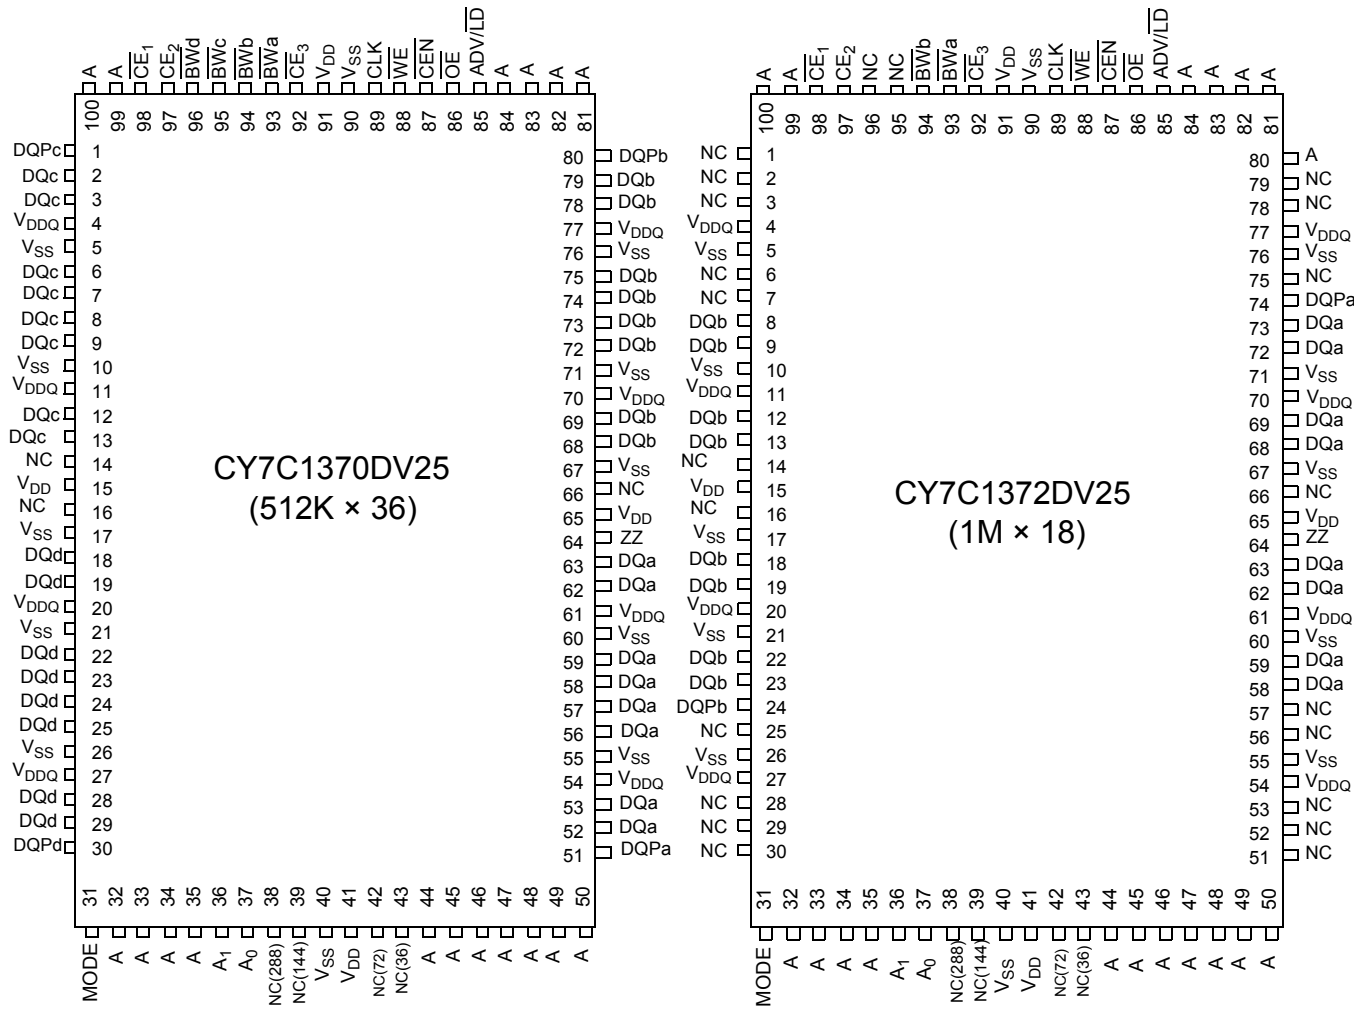 A A CE1 CE2 BWd BWc BWb BWa CE3 VDD VSS CLK WE CEN OE ADV/LD A A A A
100 99 98 97 96 95 94 93 92 91 90 89 88 87 86 85 84 83 82 81
DQPc 1
DQc 2
DQc 3
VDDQ 4
VSS 5
DQc 6
DQc 7
DQc 8
DQc 9
VSS 10
VDDQ 11
DQc 12
DQc 13
NC 14
VDD 15
NC 16
VSS 17
DQd 18
DQd 19
VDDQ 20
VSS 21
DQd 22
DQd 23
DQd 24
DQd 25
VSS 26
VDDQ 27
DQd 28
DQd 29
DQPd 30
CY7C1370DV25
(512K × 36)
80 DQPb
79 DQb
78 DQb
77 VDDQ
76 VSS
75 DQb
74 DQb
73 DQb
72 DQb
71 VSS
70 VDDQ
69 DQb
68 DQb
67 VSS
66 NC
65 VDD
64 ZZ
63 DQa
62 DQa
61 VDDQ
60 VSS
59 DQa
58 DQa
57 DQa
56 DQa
55 VSS
54 VDDQ
53 DQa
52 DQa
51 DQPa
31 32 33 34 35 36 37 38 39 40 41 42 43 44 45 46 47 48 49 50
MODE A A A A A1 A0 NC(288) NC(144) VSS VDD NC(72) NC(36) A A A A A A A
A A CE1 CE2 NC NC BWb BWa CE3 VDD VSS CLK WE CEN OE ADV/LD A A A A
100 99 98 97 96 95 94 93 92 91 90 89 88 87 86 85 84 83 82 81
NC 1
NC 2
NC 3
VDDQ 4
VSS 5
NC 6
NC 7
DQb 8
DQb 9
VSS 10
VDDQ 11
DQb 12
DQb 13
NC 14
VDD 15
NC 16
VSS 17
DQb 18
DQb 19
VDDQ 20
VSS 21
DQb 22
DQb 23
DQPb 24
NC 25
VSS 26
VDDQ 27
NC 28
NC 29
NC 30
CY7C1372DV25
(1M × 18)
80 A
79 NC
78 NC
77 VDDQ
76 VSS
75 NC
74 DQPa
73 DQa
72 DQa
71 VSS
70 VDDQ
69 DQa
68 DQa
67 VSS
66 NC
65 VDD
64 ZZ
63 DQa
62 DQa
61 VDDQ
60 VSS
59 DQa
58 DQa
57 NC
56 NC
55 VSS
54 VDDQ
53 NC
52 NC
51 NC
31 32 33 34 35 36 37 38 39 40 41 42 43 44 45 46 47 48 49 50
MODE A A A A A1 A0 NC(288) NC(144) VSS VDD NC(72) NC(36) A A A A A A A